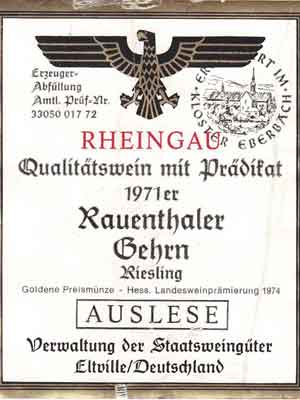 Erzeuger-
Abfüllung
Amtl. Prüf-Nr.
33050 017 72
ERSTEIGERT IM
KLOSTER EBERBACH
RHEINGAU
Qualitätswein mit Prädikat
1971er
Rauenthaler
Gehrn
Riesling
Goldene Preismünze - Hess. Landesweinprämierung 1974
AUSLESE
Verwaltung der Staatsweingüter
Eltville/Deutschland